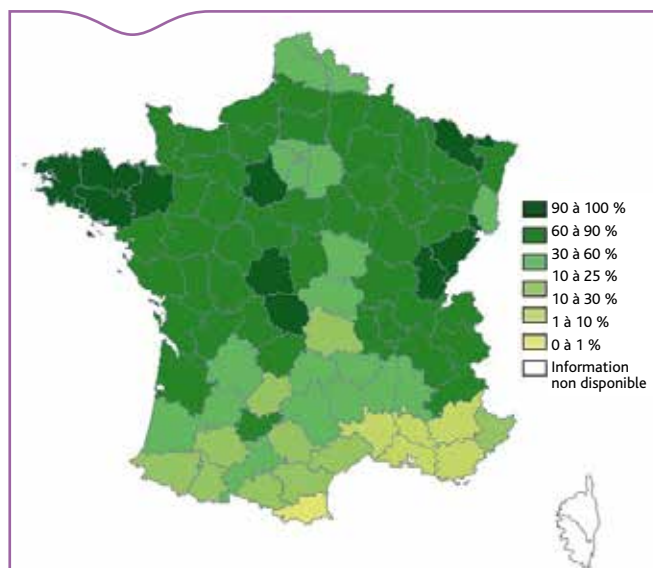 90 à 100 %
60 à 90 %
30 à 60 %
10 à 25 %
10 à 30 %
1 à 10 %
0 à 1 %
Information
non disponible